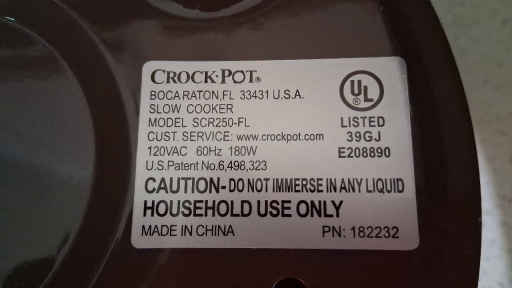 CROCK·POT®
BOCA RATON, FL 33431 U.S.A.
SLOW COOKER
MODEL SCR250-FL
CUST. SERVICE: www.crockpot.com
120VAC 60Hz 180W
U.S.Patent No.6,498,323
UL®
LISTED
39GJ
E208890
CAUTION- DO NOT IMMERSE IN ANY LIQUID
HOUSEHOLD USE ONLY
MADE IN CHINA PN: 182232